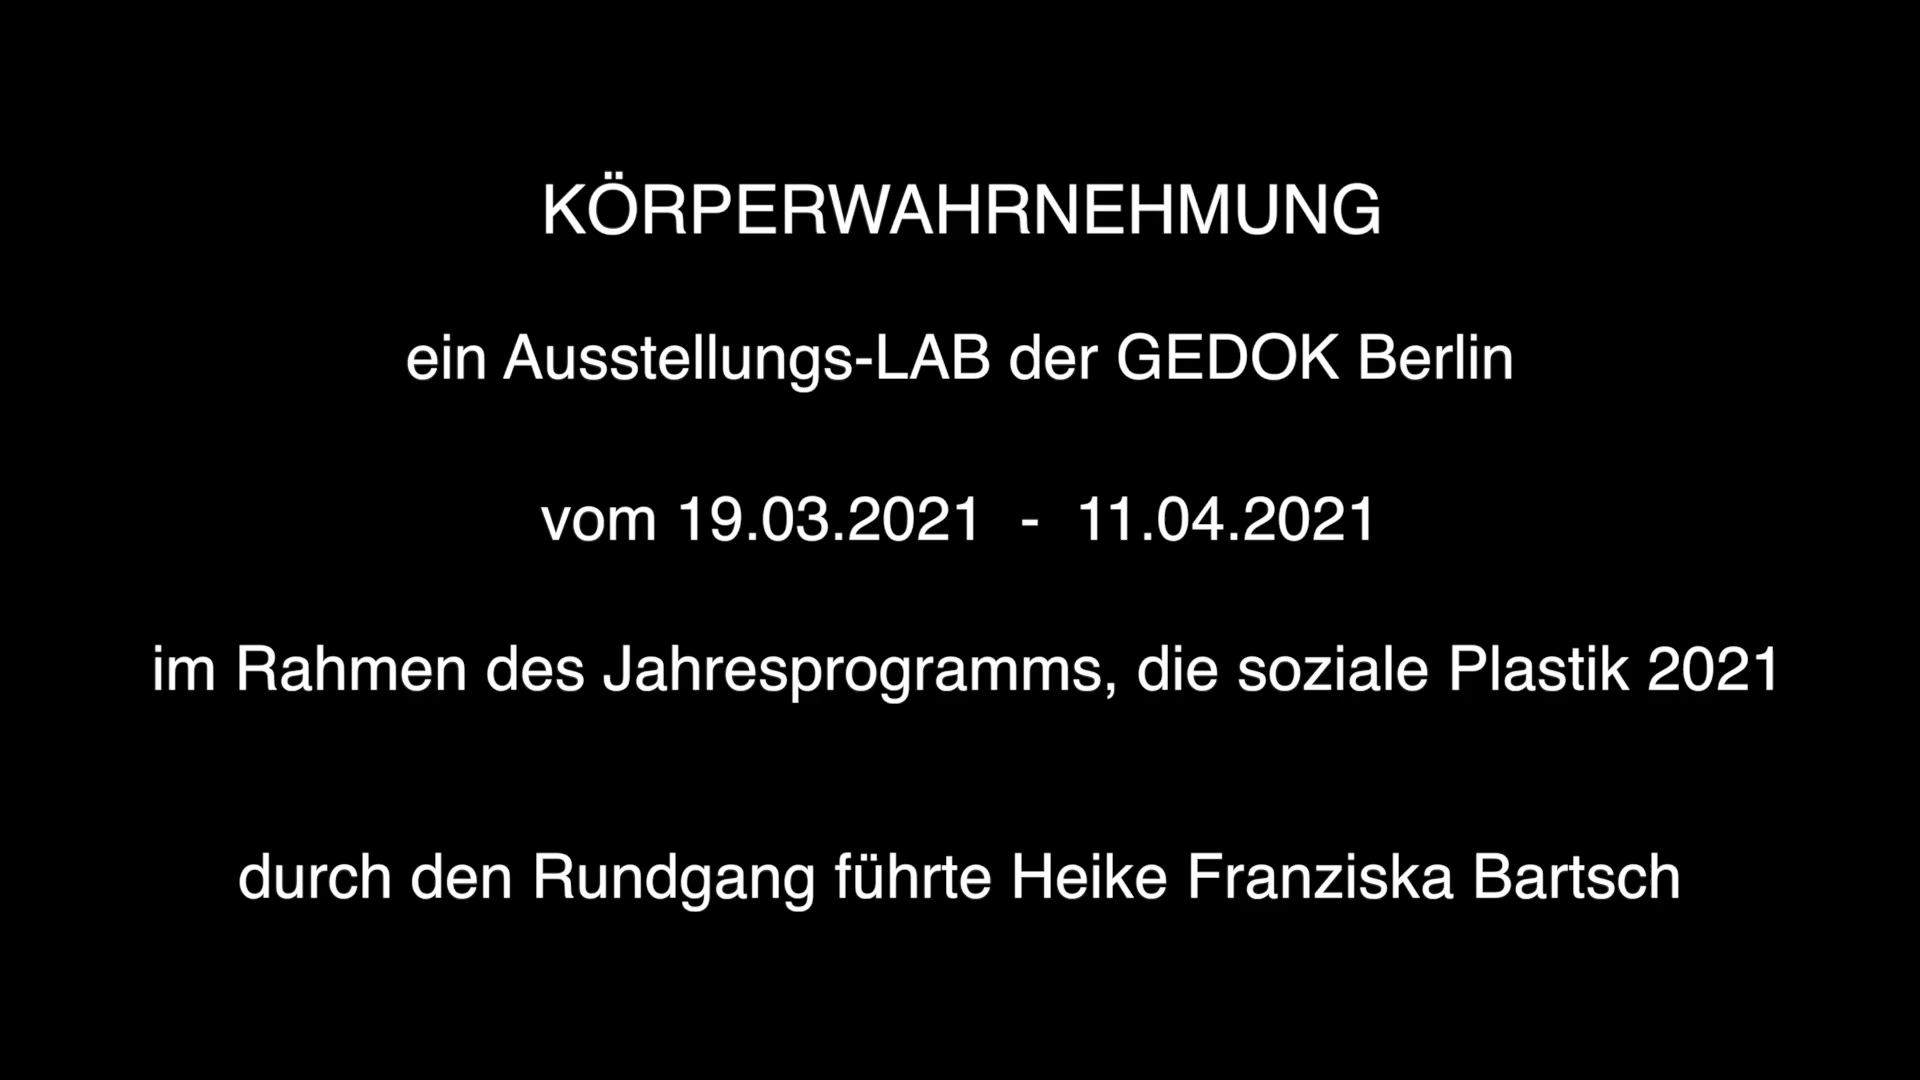 KÖRPERWAHRNEHMUNG
ein Ausstellungs-LAB der GEDOK Berlin
vom 19.03.2021 - 11.04.2021
im Rahmen des Jahresprogramms, die soziale Plastik 2021
durch den Rundgang führte Heike Franziska Bartsch